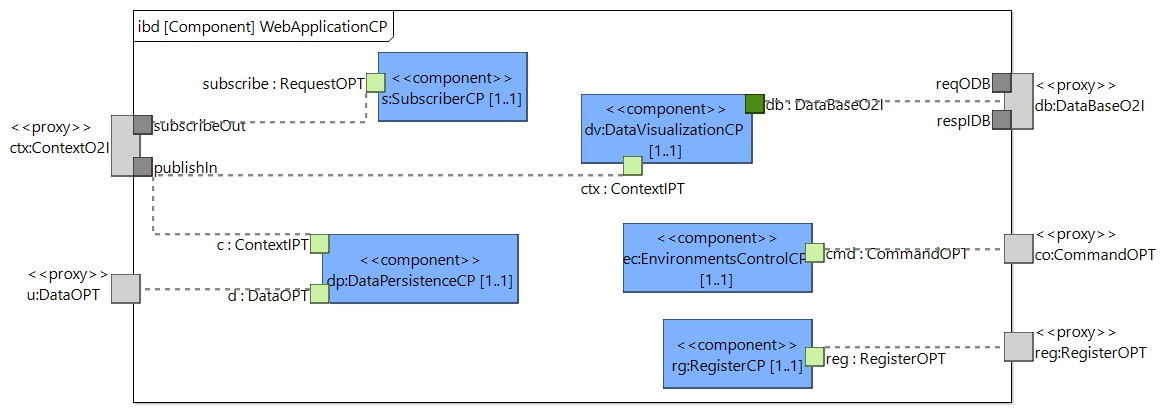 ibd [Component] WebApplicationCP
subscribe : RequestOPT
<<component>>
s:SubscriberCP [1..1]
<<proxy>>
ctx:ContextO2I
subscribeOut
publishIn
<<component>>
dv:DataVisualizationCP
[1..1]
db : DataBaseO2I
ctx : ContextIPT
reqODB
respIDB
<<proxy>>
db:DataBaseO2I
c : ContextIPT
<<component>>
dp:DataPersistenceCP [1..1]
d : DataOPT
<<proxy>>
u:DataOPT
<<component>>
ec:EnvironmentsControlCP
[1..1]
cmd : CommandOPT
<<proxy>>
co:CommandOPT
<<component>>
rg:RegisterCP [1..1]
reg : RegisterOPT
<<proxy>>
reg:RegisterOPT